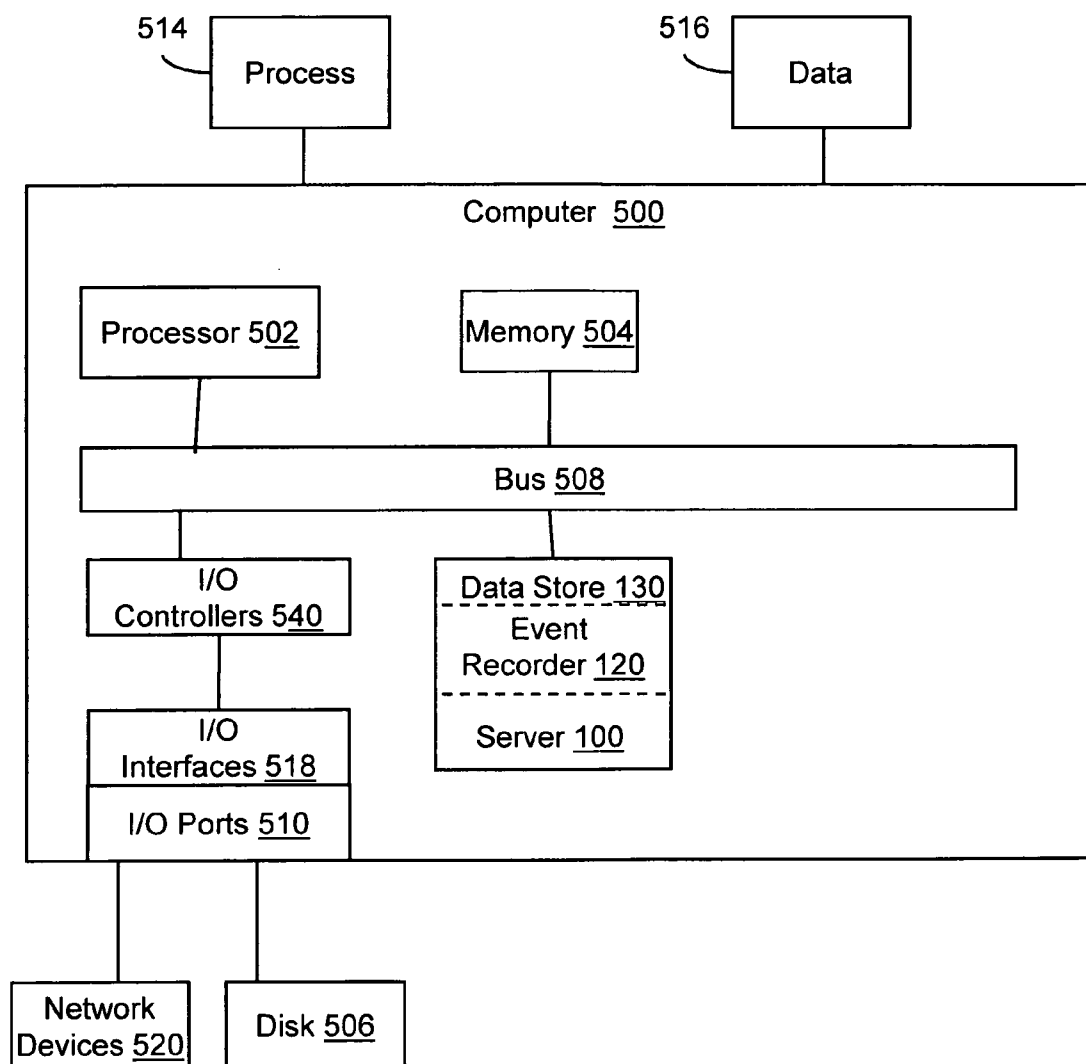 514
Process
516
Data
Computer 500
Processor 502
Memory 504
Bus 508
I/O
Controllers 540
Data Store 130
Event
Recorder 120
Server 100
I/O
Interfaces 518
I/O Ports 510
Network
Devices 520
Disk 506